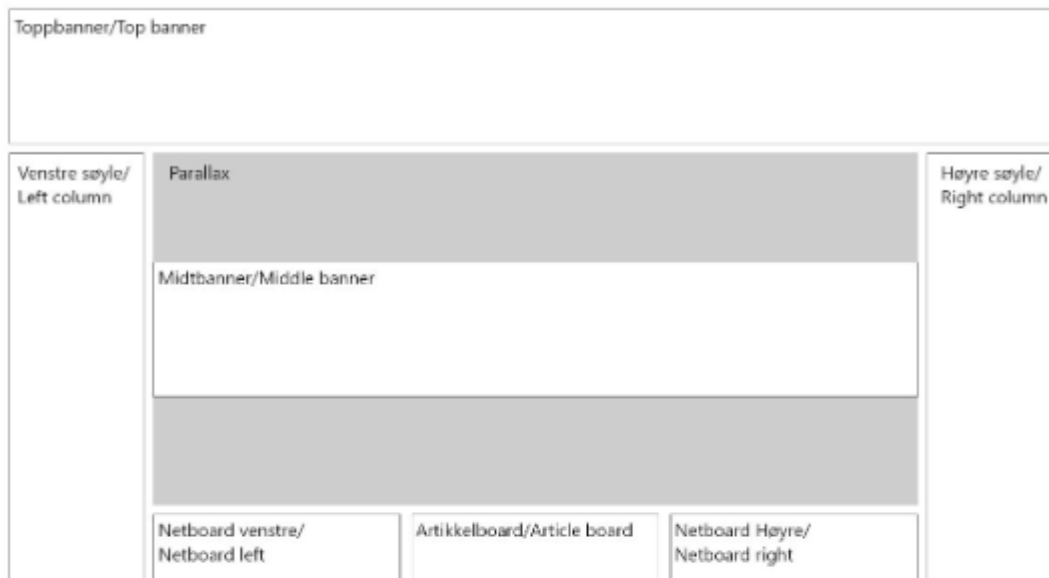 Toppbanner/Top banner
Venstre søyle/
Left column
Parallax
Høyre søyle/
Right column
Midtbanner/Middle banner
Netboard venstre/
Netboard left
Artikkelboard/Article board
Netboard Høyre/
Netboard right